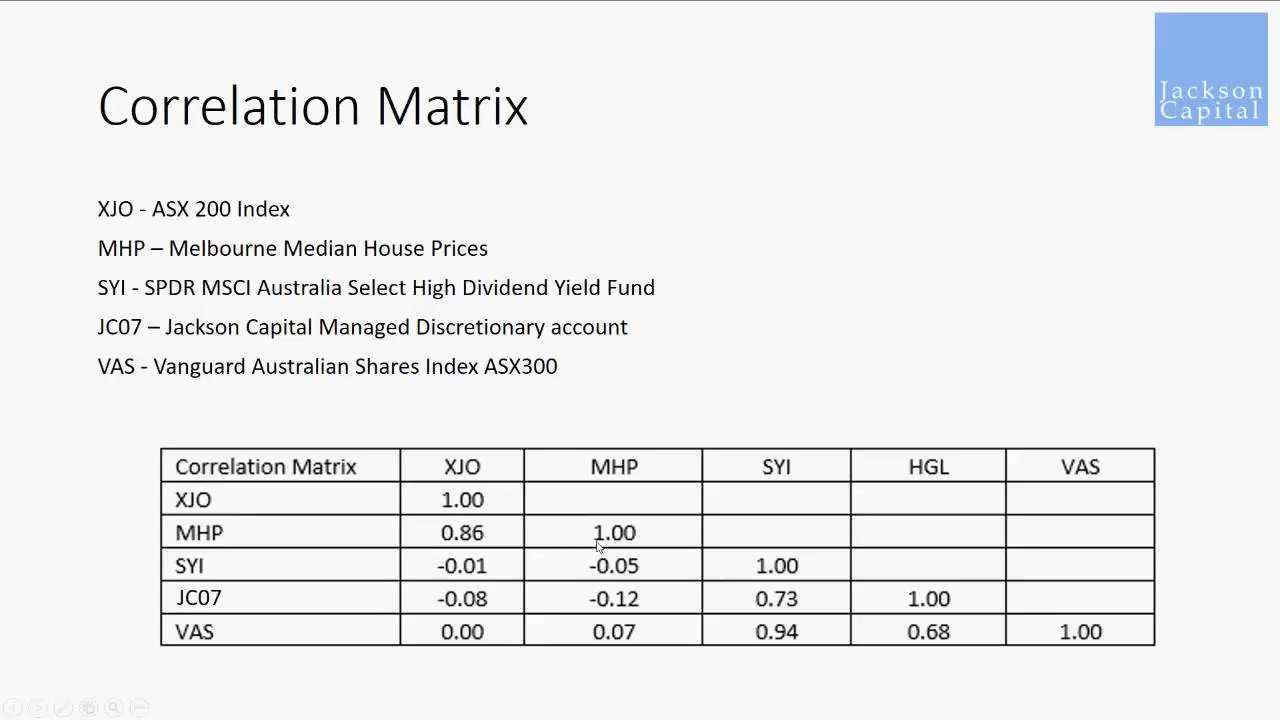 Jackson
Capital
Correlation Matrix
XJO - ASX 200 Index
MHP – Melbourne Median House Prices
SYI - SPDR MSCI Australia Select High Dividend Yield Fund
JC07 – Jackson Capital Managed Discretionary account
VAS - Vanguard Australian Shares Index ASX300
Correlation Matrix XJO MHP SYI HGL VAS
XJO 1.00
MHP 0.86 1.00
SYI -0.01 -0.05 1.00
JC07 -0.08 -0.12 0.73 1.00
VAS 0.00 0.07 0.94 0.68 1.00